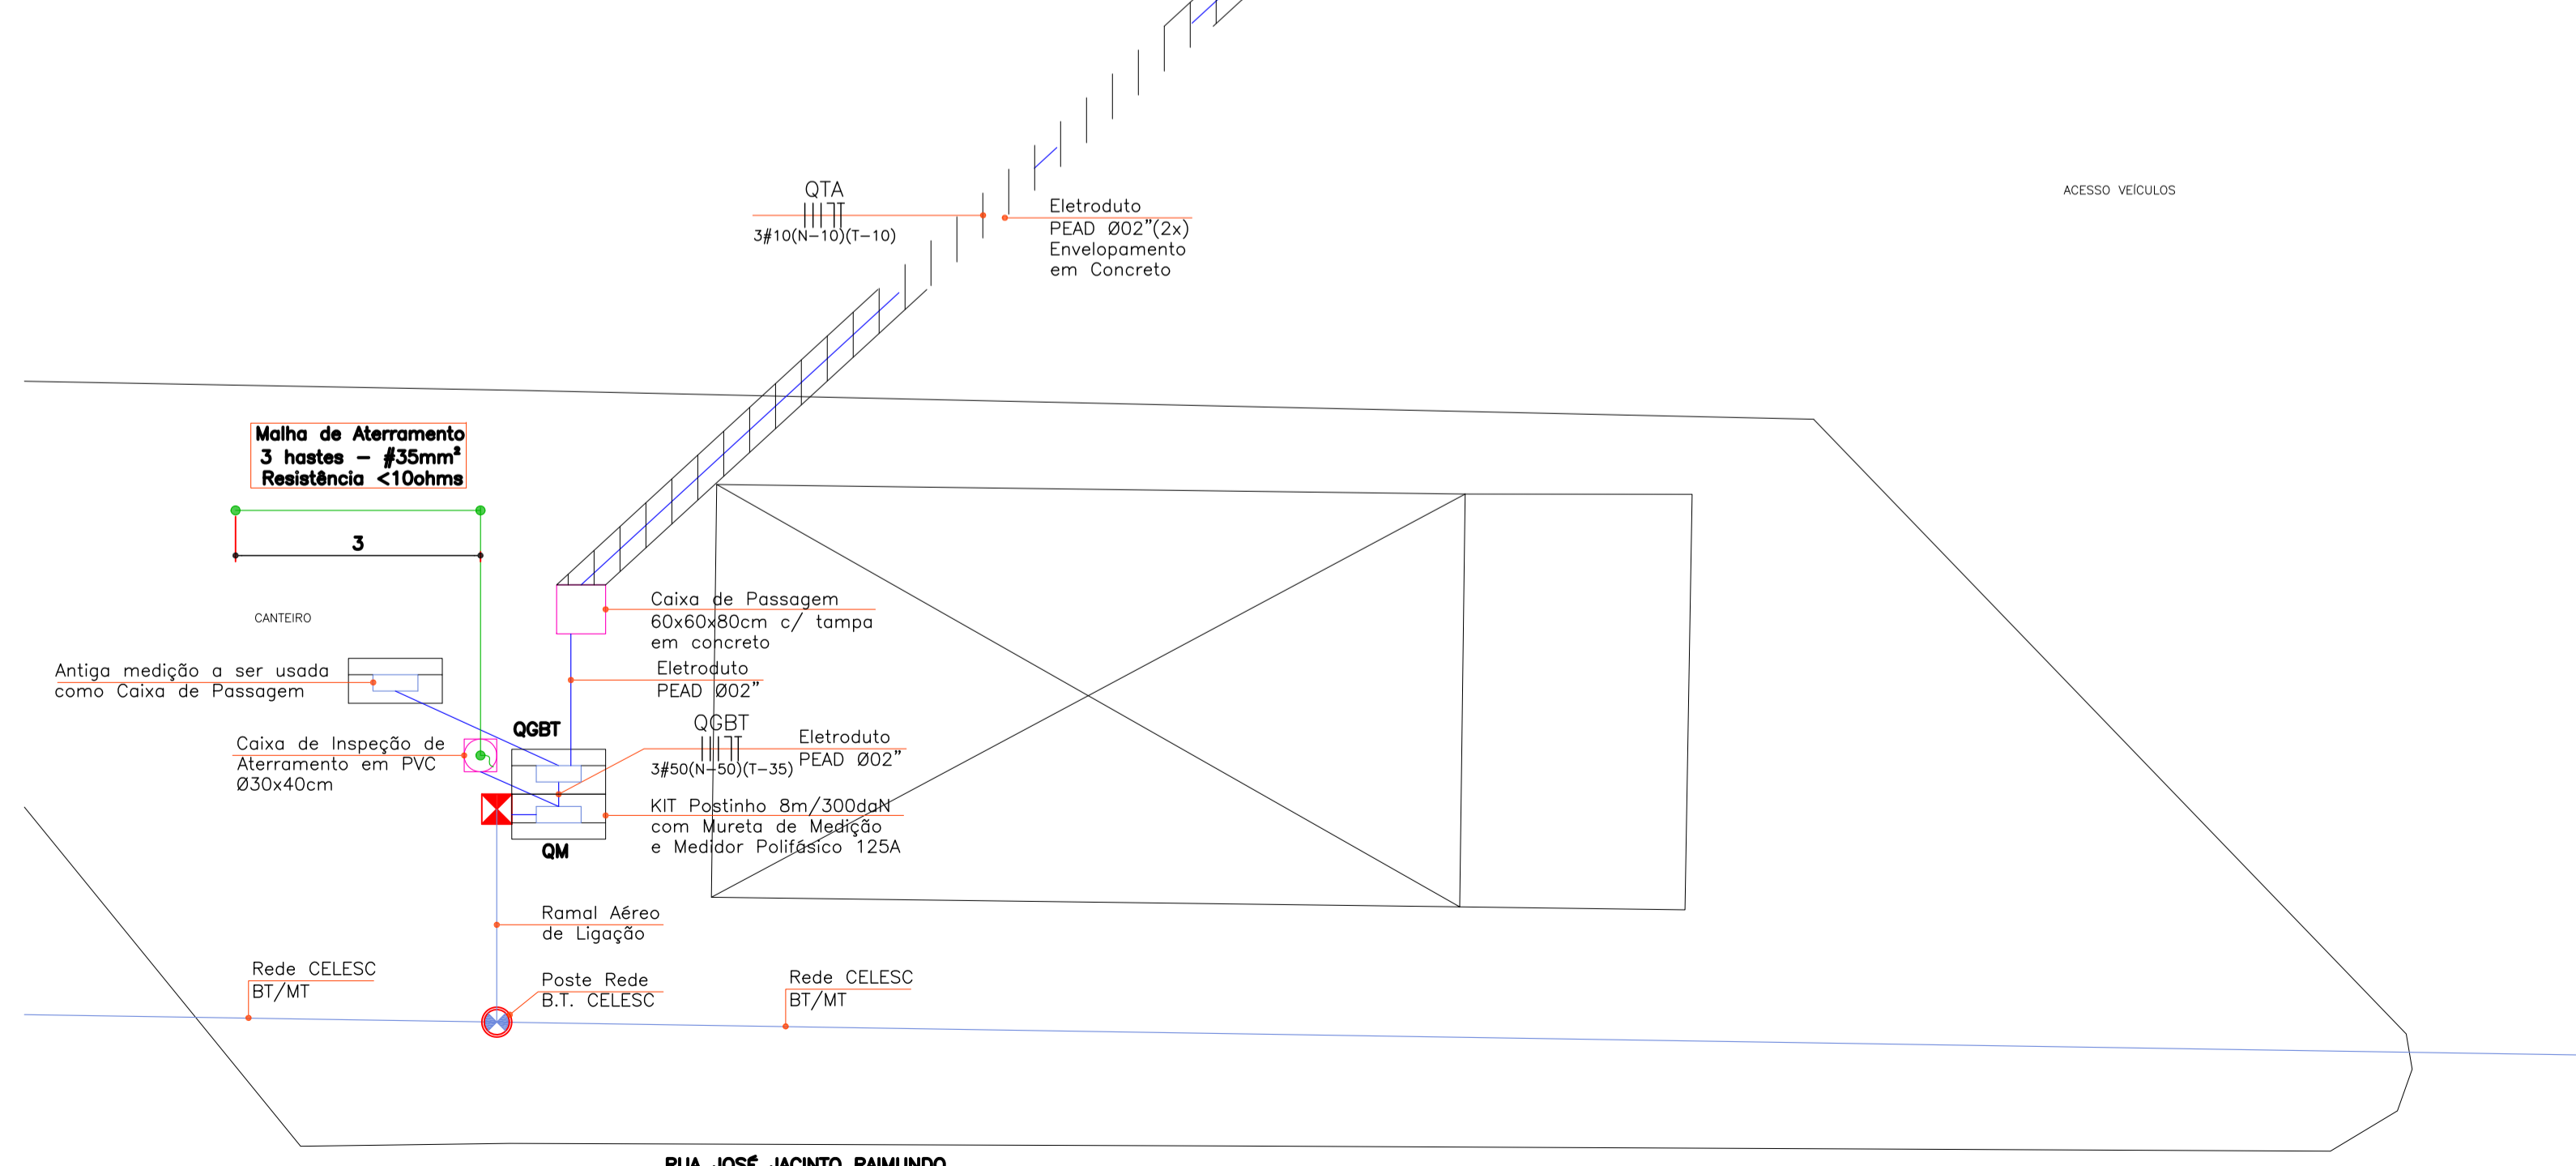 QTA
3#10(N-10)(T-10)
Eletroduto
PEAD Ø02"(2x)
Envelopamento
em Concreto
ACESSO VEÍCULOS
Malha de Aterramento
3 hastes - #35mm²
Resistência <10ohms
3
CANTEIRO
Caixa de Passagem
60x60x80cm c/ tampa
em concreto
Antiga medição a ser usada
como Caixa de Passagem
Eletroduto
PEAD Ø02"
QGBT
QGBT
3#50(N-50)(T-35)
Eletroduto
PEAD Ø02"
Caixa de Inspeção de
Aterramento em PVC
Ø30x40cm
KIT Postinho 8m/300daN
com Mureta de Medição
e Medidor Polifásico 125A
QM
Ramal Aéreo
de Ligação
Rede CELESC
BT/MT
Poste Rede
B.T. CELESC
Rede CELESC
BT/MT
RUA JOSÉ JACINTO RAIMUNDO